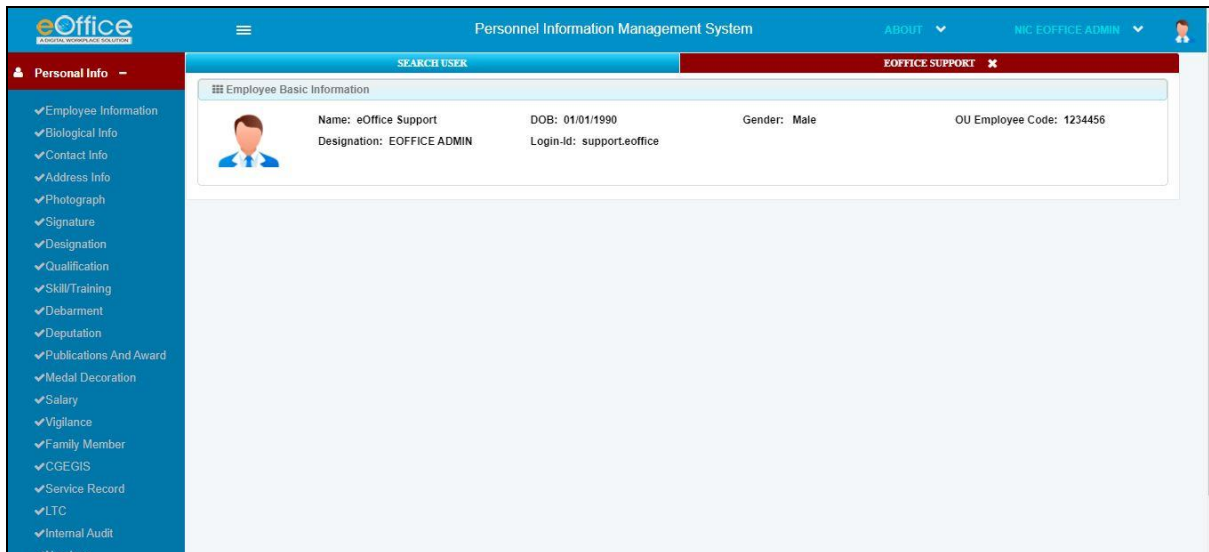 eOffice
A DIGITAL WORKPLACE SOLUTION
Personnel Information Management System
ABOUT
NIC EOFFICE ADMIN
Personal Info
SEARCH USER
EOFFICE SUPPORT
Employee Basic Information
Name: eOffice Support DOB: 01/01/1990 Gender: Male OU Employee Code: 1234456
Designation: EOFFICE ADMIN Login-Id: support.eoffice
Employee Information
Biological Info
Contact Info
Address Info
Photograph
Signature
Designation
Qualification
Skill/Training
Debarment
Deputation
Publications And Award
Medal Decoration
Salary
Vigilance
Family Member
CGEGIS
Service Record
LTC
Internal Audit